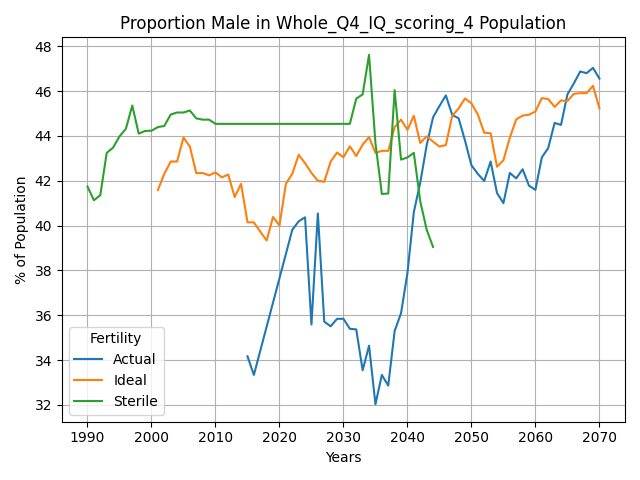 Proportion Male in Whole_Q4_IQ_scoring_4 Population
% of Population
48
46
44
42
40
38
36
34
32
Fertility
Actual
Ideal
Sterile
1990 2000 2010 2020 2030 2040 2050 2060 2070
Years